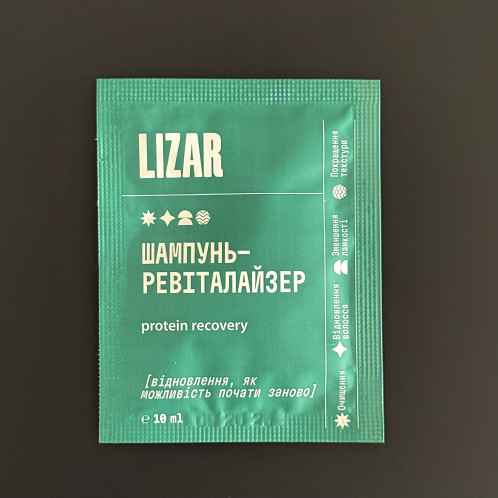 LIZAR
ШАМПУНЬ–
РЕВІТАЛАЙЗЕР
protein recovery
[відновлення, як
можливість почати заново]
℮ 10 ml
Очищення
Відновлення
волосся
Зменшення
ламкості
Покращення
текстури